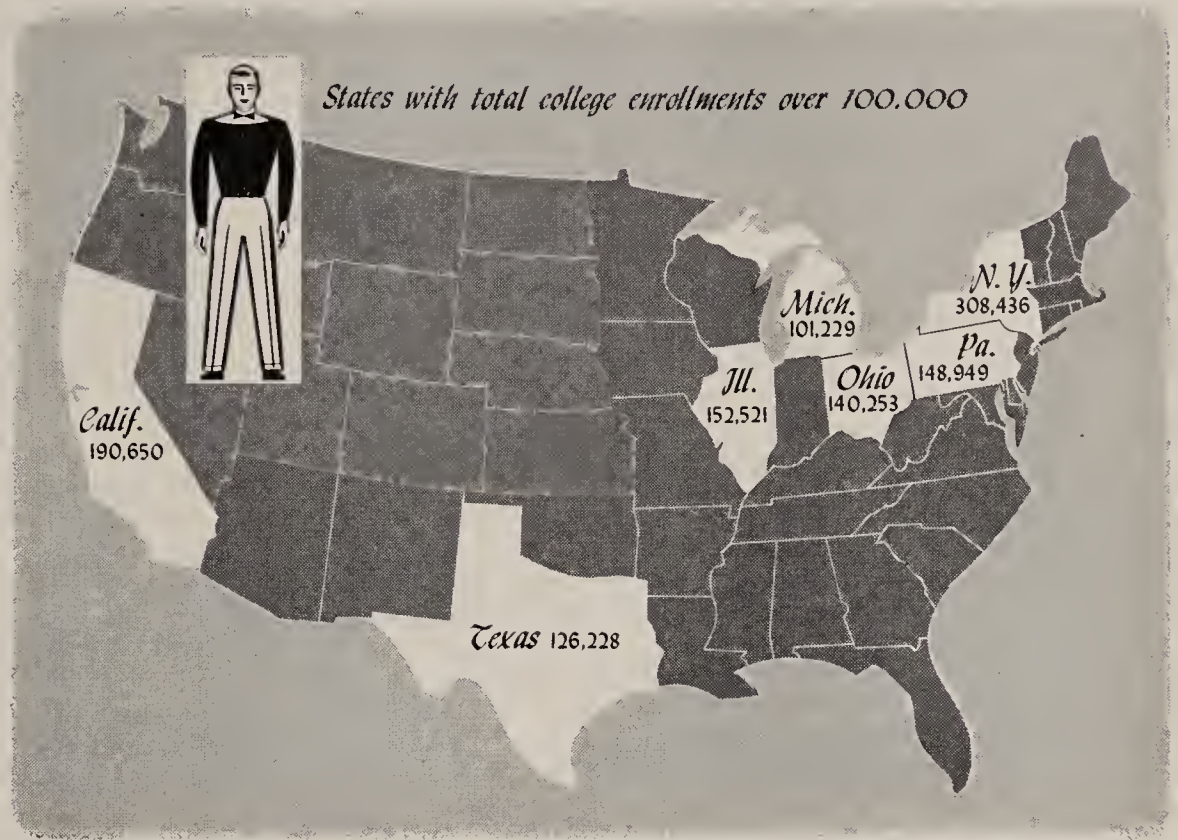 States with total college enrollments over 100.000
N. Y.
308,436
Mich.
101,229
Pa.
148,949
Ill.
152,521
Ohio
140,253
Calif.
190,650
Texas 126,228